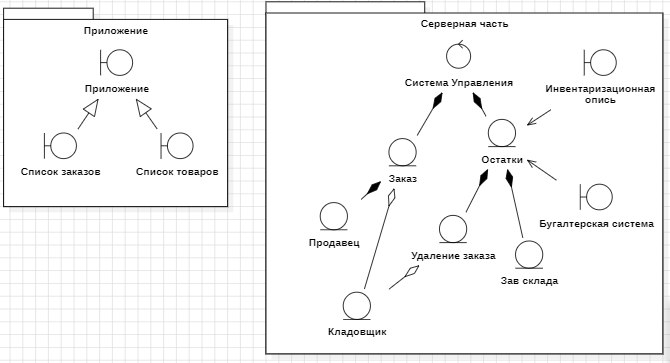 Приложение
Приложение
Список заказов
Список товаров
Серверная часть
Система Управления
Инвентаризационная
опись
Остатки
Заказ
Бухгалтерская система
Продавец
Удаление заказа
Зав склада
Кладовщик